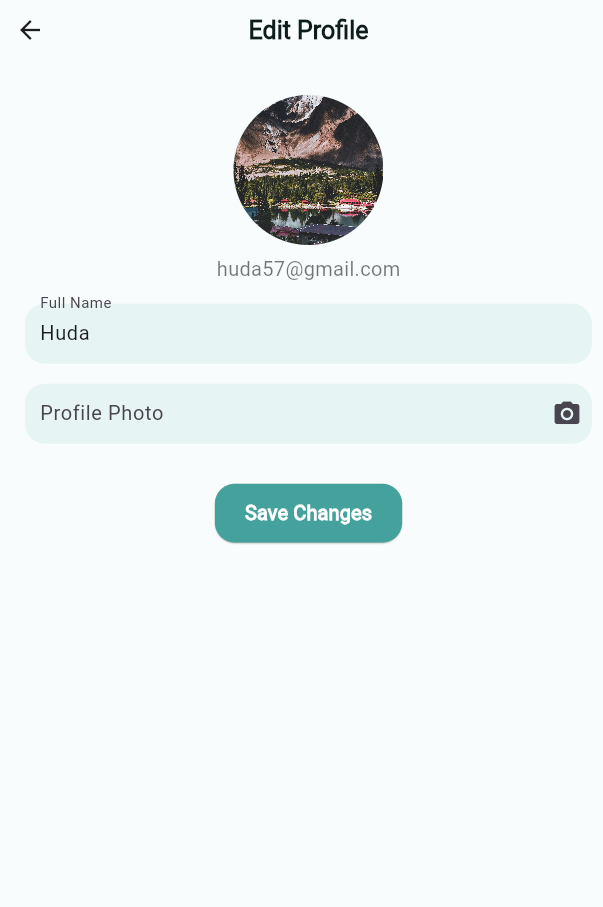 Edit Profile
huda57@gmail.com
Full Name
Huda
Profile Photo
Save Changes